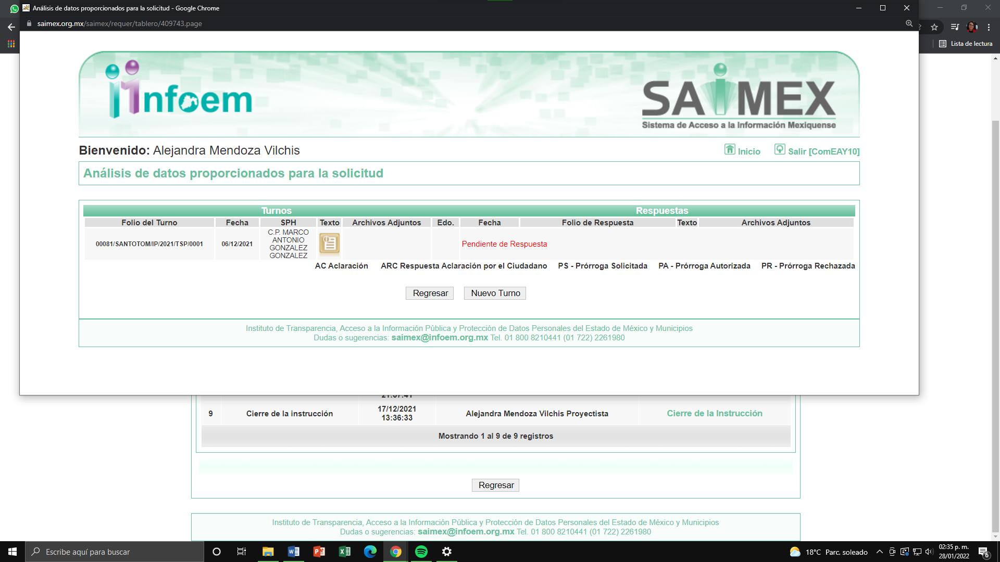 Análisis de datos proporcionados para la solicitud - Google Chrome
saimex.org.mx/saimex/requer/tablero/409743.page
Lista de lectura
infoem
SAIMEX
Sistema de Acceso a la Información Mexiquense
Bienvenido: Alejandra Mendoza Vilchis
Inicio
Salir [ComEAY10]
Análisis de datos proporcionados para la solicitud
Turnos Respuestas
Folio del Turno Fecha SPH Texto Archivos Adjuntos Edo. Fecha Folio de Respuesta Texto Archivos Adjuntos
00081/SANTOTOM/IP/2021/TSP/0001 06/12/2021 C.P. MARCO
ANTONIO
GONZALEZ
GONZALEZ
Pendiente de Respuesta
AC Aclaración ARC Respuesta Aclaración por el Ciudadano PS - Prórroga Solicitada PA - Prórroga Autorizada PR - Prórroga Rechazada
Regresar Nuevo Turno
Instituto de Transparencia, Acceso a la Información Pública y Protección de Datos Personales del Estado de México y Municipios
Dudas o sugerencias: saimex@infoem.org.mx Tel. 01 800 8210441 (01 722) 2261980
9 Cierre de la instrucción 17/12/2021
13:36:33
Alejandra Mendoza Vilchis Proyectista Cierre de la Instrucción
Mostrando 1 al 9 de 9 registros
Regresar
Instituto de Transparencia, Acceso a la Información Pública y Protección de Datos Personales del Estado de México y Municipios
Dudas o sugerencias: saimex@infoem.org.mx Tel. 01 800 8210441 (01 722) 2261980
Escribe aquí para buscar
18°C Parc. soleado
02:35 p. m.
28/01/2022
6